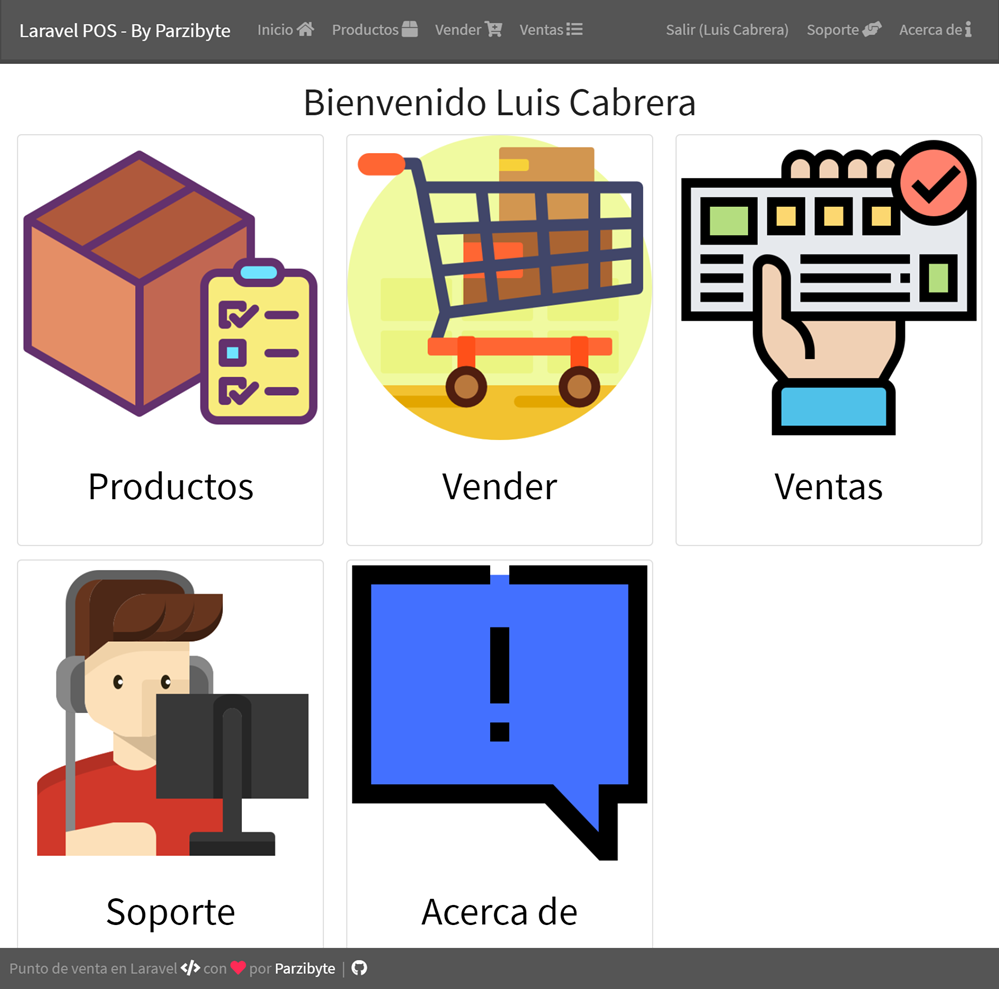 Laravel POS - By Parzibyte Inicio Productos Vender Ventas Salir (Luis Cabrera) Soporte Acerca de
Bienvenido Luis Cabrera
Productos Vender Ventas
Soporte Acerca de
Punto de venta en Laravel </> con ❤ por Parzibyte |